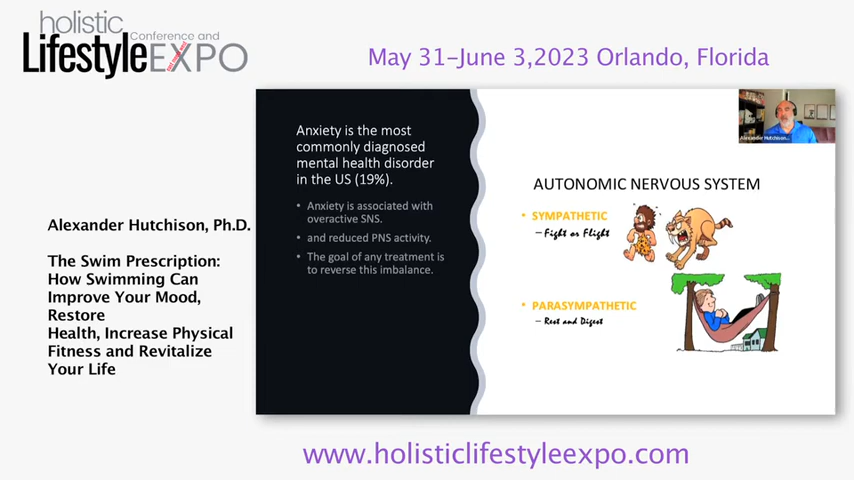 holistic
Conference and
LifestyleEXPO
May 31-June 3,2023 Orlando, Florida
Alexander Hutchison, Ph.D.
The Swim Prescription:
How Swimming Can
Improve Your Mood,
Restore
Health, Increase Physical
Fitness and Revitalize
Your Life
Anxiety is the most
commonly diagnosed
mental health disorder
in the US (19%).
• Anxiety is associated with
overactive SNS.
• and reduced PNS activity.
• The goal of any treatment is
to reverse this imbalance.
Alexander Hutchison...
AUTONOMIC NERVOUS SYSTEM
• SYMPATHETIC
– Fight or Flight
• PARASYMPATHETIC
– Rest and Digest
www.holisticlifestyleexpo.com